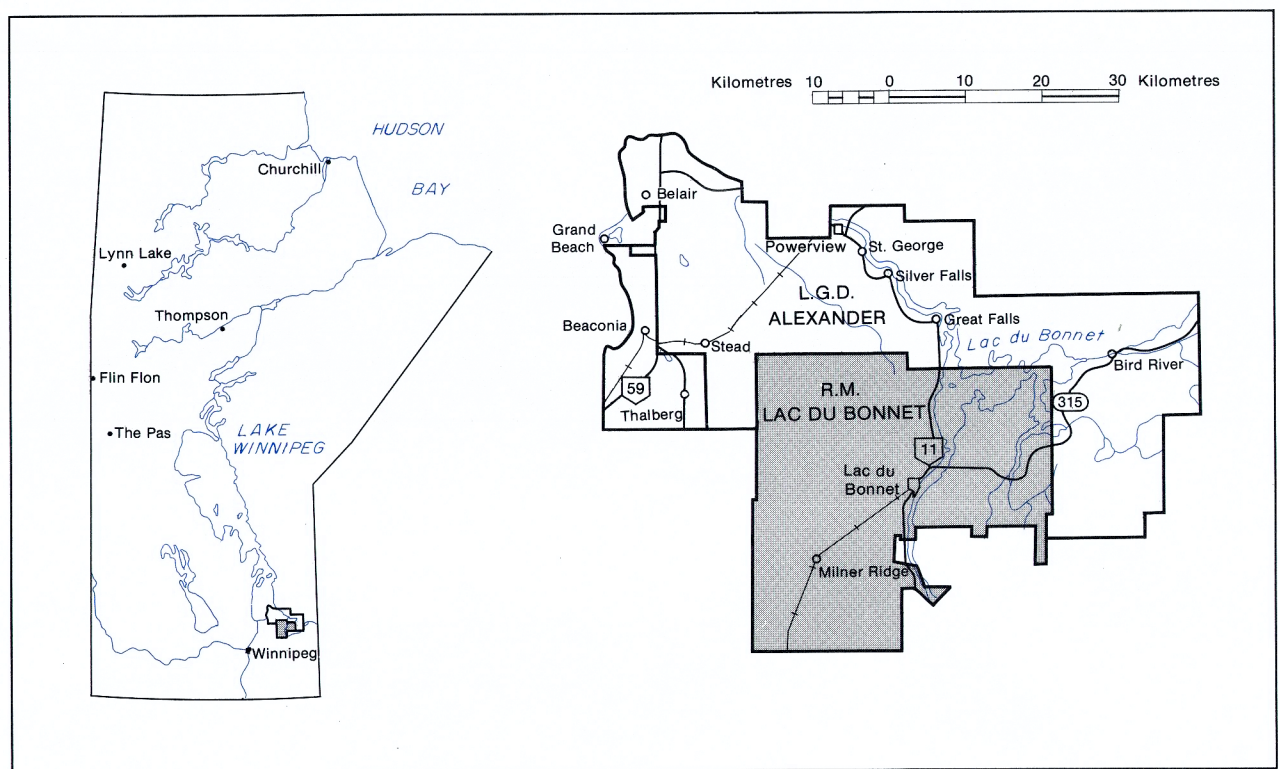 Kilometres 10 0 10 20 30 Kilometres
HUDSON
BAY
Churchill
Lynn Lake
Thompson
Flin Flon
The Pas
LAKE
WINNIPEG
Winnipeg
Belair
Grand
Beach
Powerview
St. George
Silver Falls
L.G.D.
ALEXANDER
Great Falls
Beaconia
Stead
Lac du Bonnet
Bird River
59
Thalberg
R.M.
LAC DU BONNET
315
11
Lac du
Bonnet
Milner Ridge